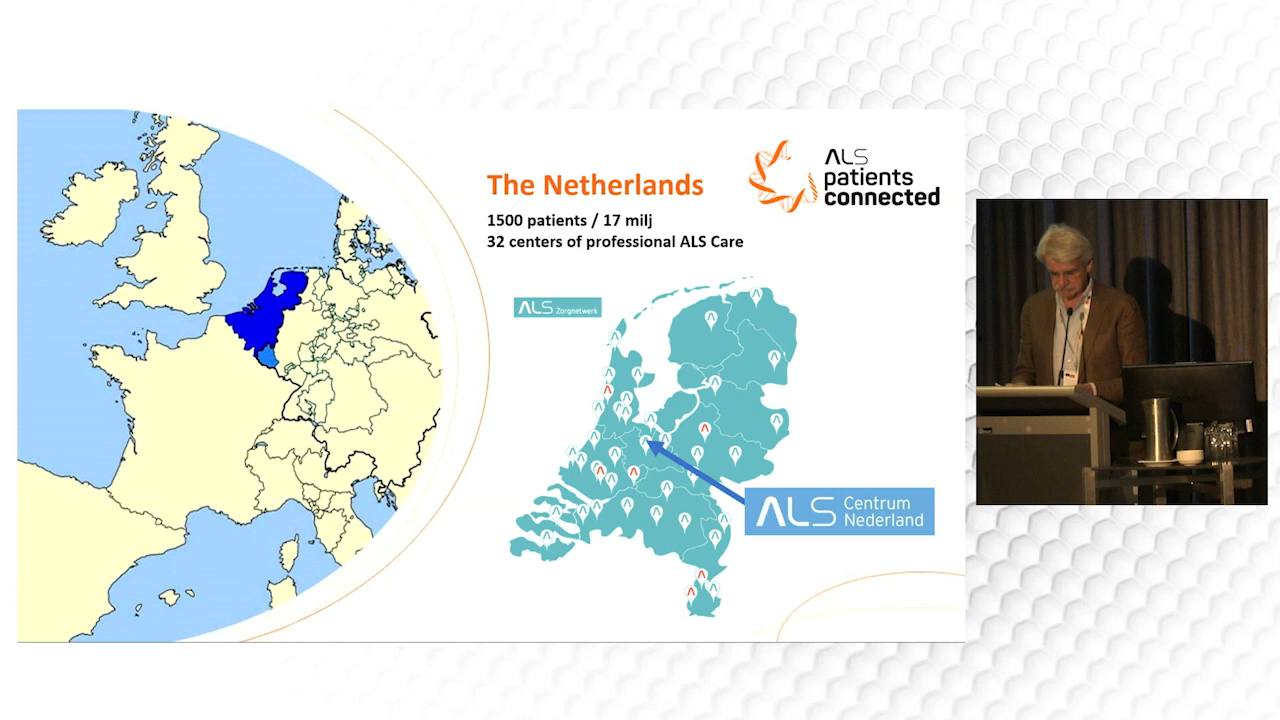 The Netherlands
1500 patients / 17 milj
32 centers of professional ALS Care
ALS
patients
connected
ALS Zorgnetwerk
ALS Centrum
Nederland